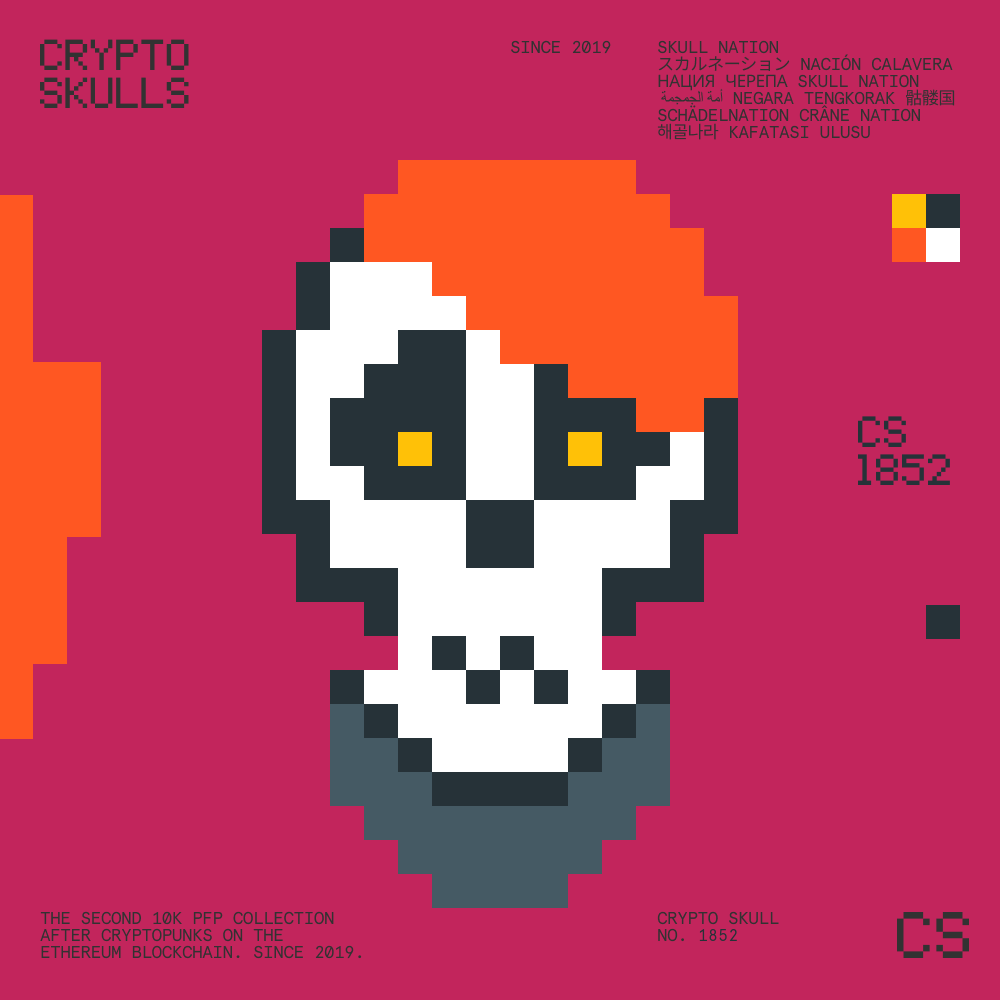 CRYPTO
SKULLS
SINCE 2019
SKULL NATION
スカルネーション NACIÓN CALAVERA
НАЦИЯ ЧЕРЕПА SKULL NATION
أمة الجمجمة NEGARA TENGKORAK 骷髅国
SCHÄDELNATION CRÂNE NATION
해골나라 KAFATASI ULUSU
CS
1852
THE SECOND 10K PFP COLLECTION
AFTER CRYPTOPUNKS ON THE
ETHEREUM BLOCKCHAIN. SINCE 2019.
CRYPTO SKULL
NO. 1852
CS